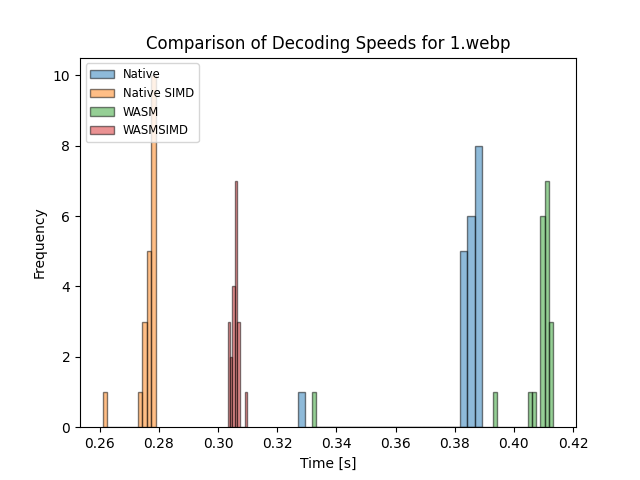 Comparison of Decoding Speeds for 1.webp
Native
Native SIMD
WASM
WASMSIMD
10
8
6
4
2
0
Frequency
0.26 0.28 0.30 0.32 0.34 0.36 0.38 0.40 0.42
Time [s]